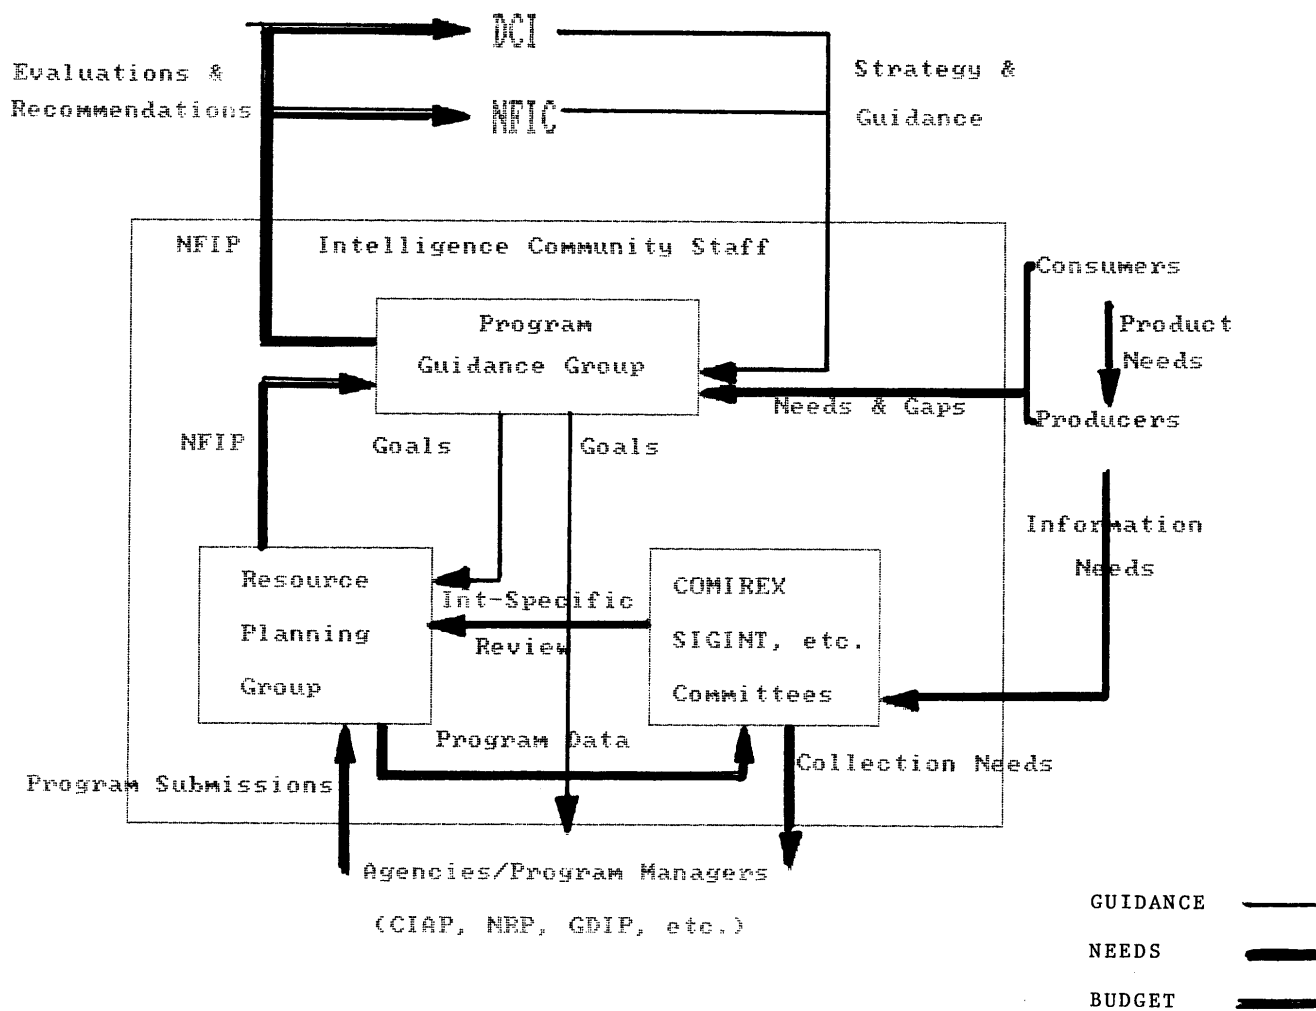 DCI
Evaluations &
Recommendations
NFIC
Strategy &
Guidance
NFIP
Intelligence Community Staff
Consumers
Program
Guidance Group
Product
Needs
Needs & Gaps
Producers
NFIP
Goals
Goals
Information
Needs
Resource
Planning
Group
Int-Specific
Review
COMIREX
SIGINT, etc.
Committees
Program Data
Collection Needs
Program Submissions
Agencies/Program Managers
(CIAP, NRP, GDIP, etc.)
GUIDANCE
NEEDS
BUDGET